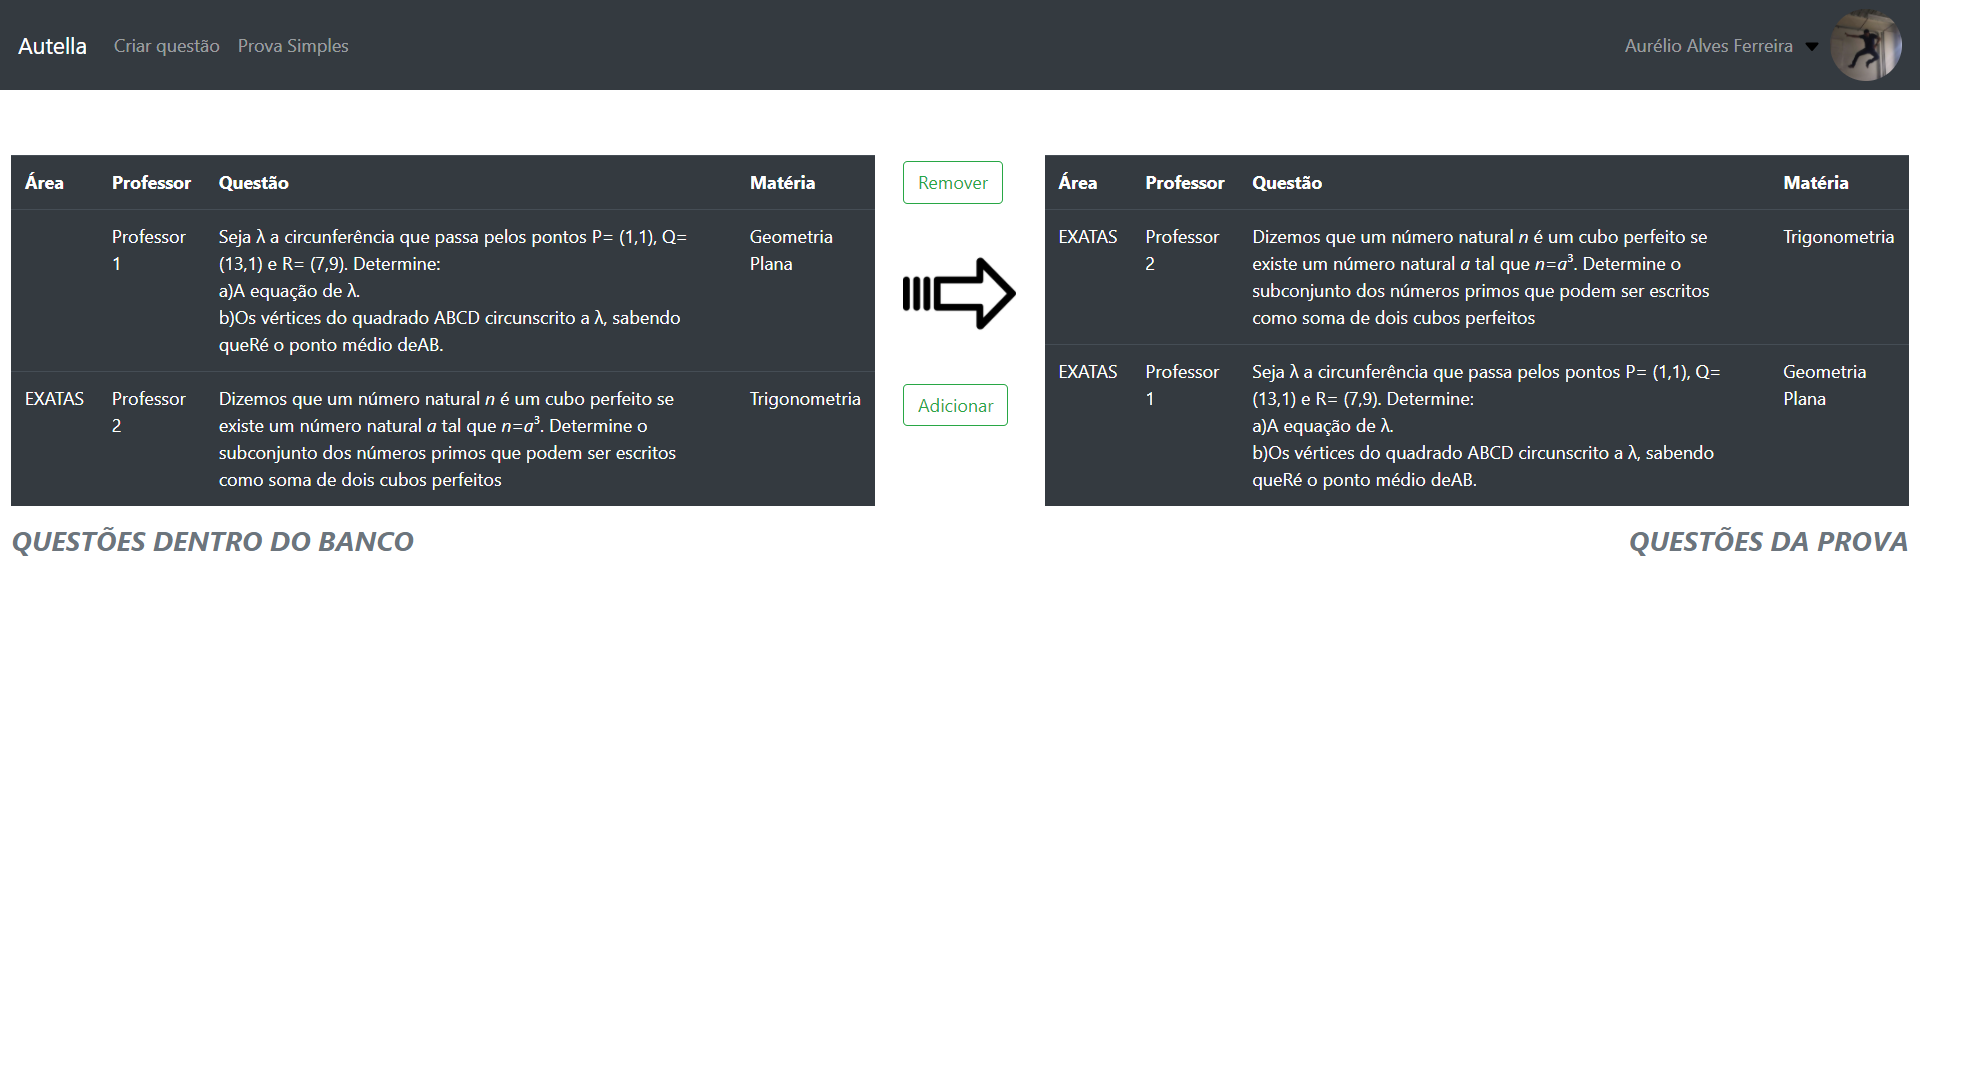 Autella Criar questão Prova Simples Aurélio Alves Ferreira
Área Professor Questão Matéria
Professor 1
Seja λ a circunferência que passa pelos pontos P= (1,1), Q=
(13,1) e R= (7,9). Determine:
a)A equação de λ.
b)Os vértices do quadrado ABCD circunscrito a λ, sabendo
queRé o ponto médio deAB.
Geometria
Plana
EXATAS
Professor
2
Dizemos que um número natural n é um cubo perfeito se
existe um número natural a tal que n=a³. Determine o
subconjunto dos números primos que podem ser escritos
como soma de dois cubos perfeitos
Trigonometria
QUESTÕES DENTRO DO BANCO
Remover
Adicionar
Área Professor Questão Matéria
EXATAS
Professor
2
Dizemos que um número natural n é um cubo perfeito se
existe um número natural a tal que n=a³. Determine o
subconjunto dos números primos que podem ser escritos
como soma de dois cubos perfeitos
Trigonometria
EXATAS
Professor
1
Seja λ a circunferência que passa pelos pontos P= (1,1), Q=
(13,1) e R= (7,9). Determine:
a)A equação de λ.
b)Os vértices do quadrado ABCD circunscrito a λ, sabendo
queRé o ponto médio deAB.
Geometria
Plana
QUESTÕES DA PROVA